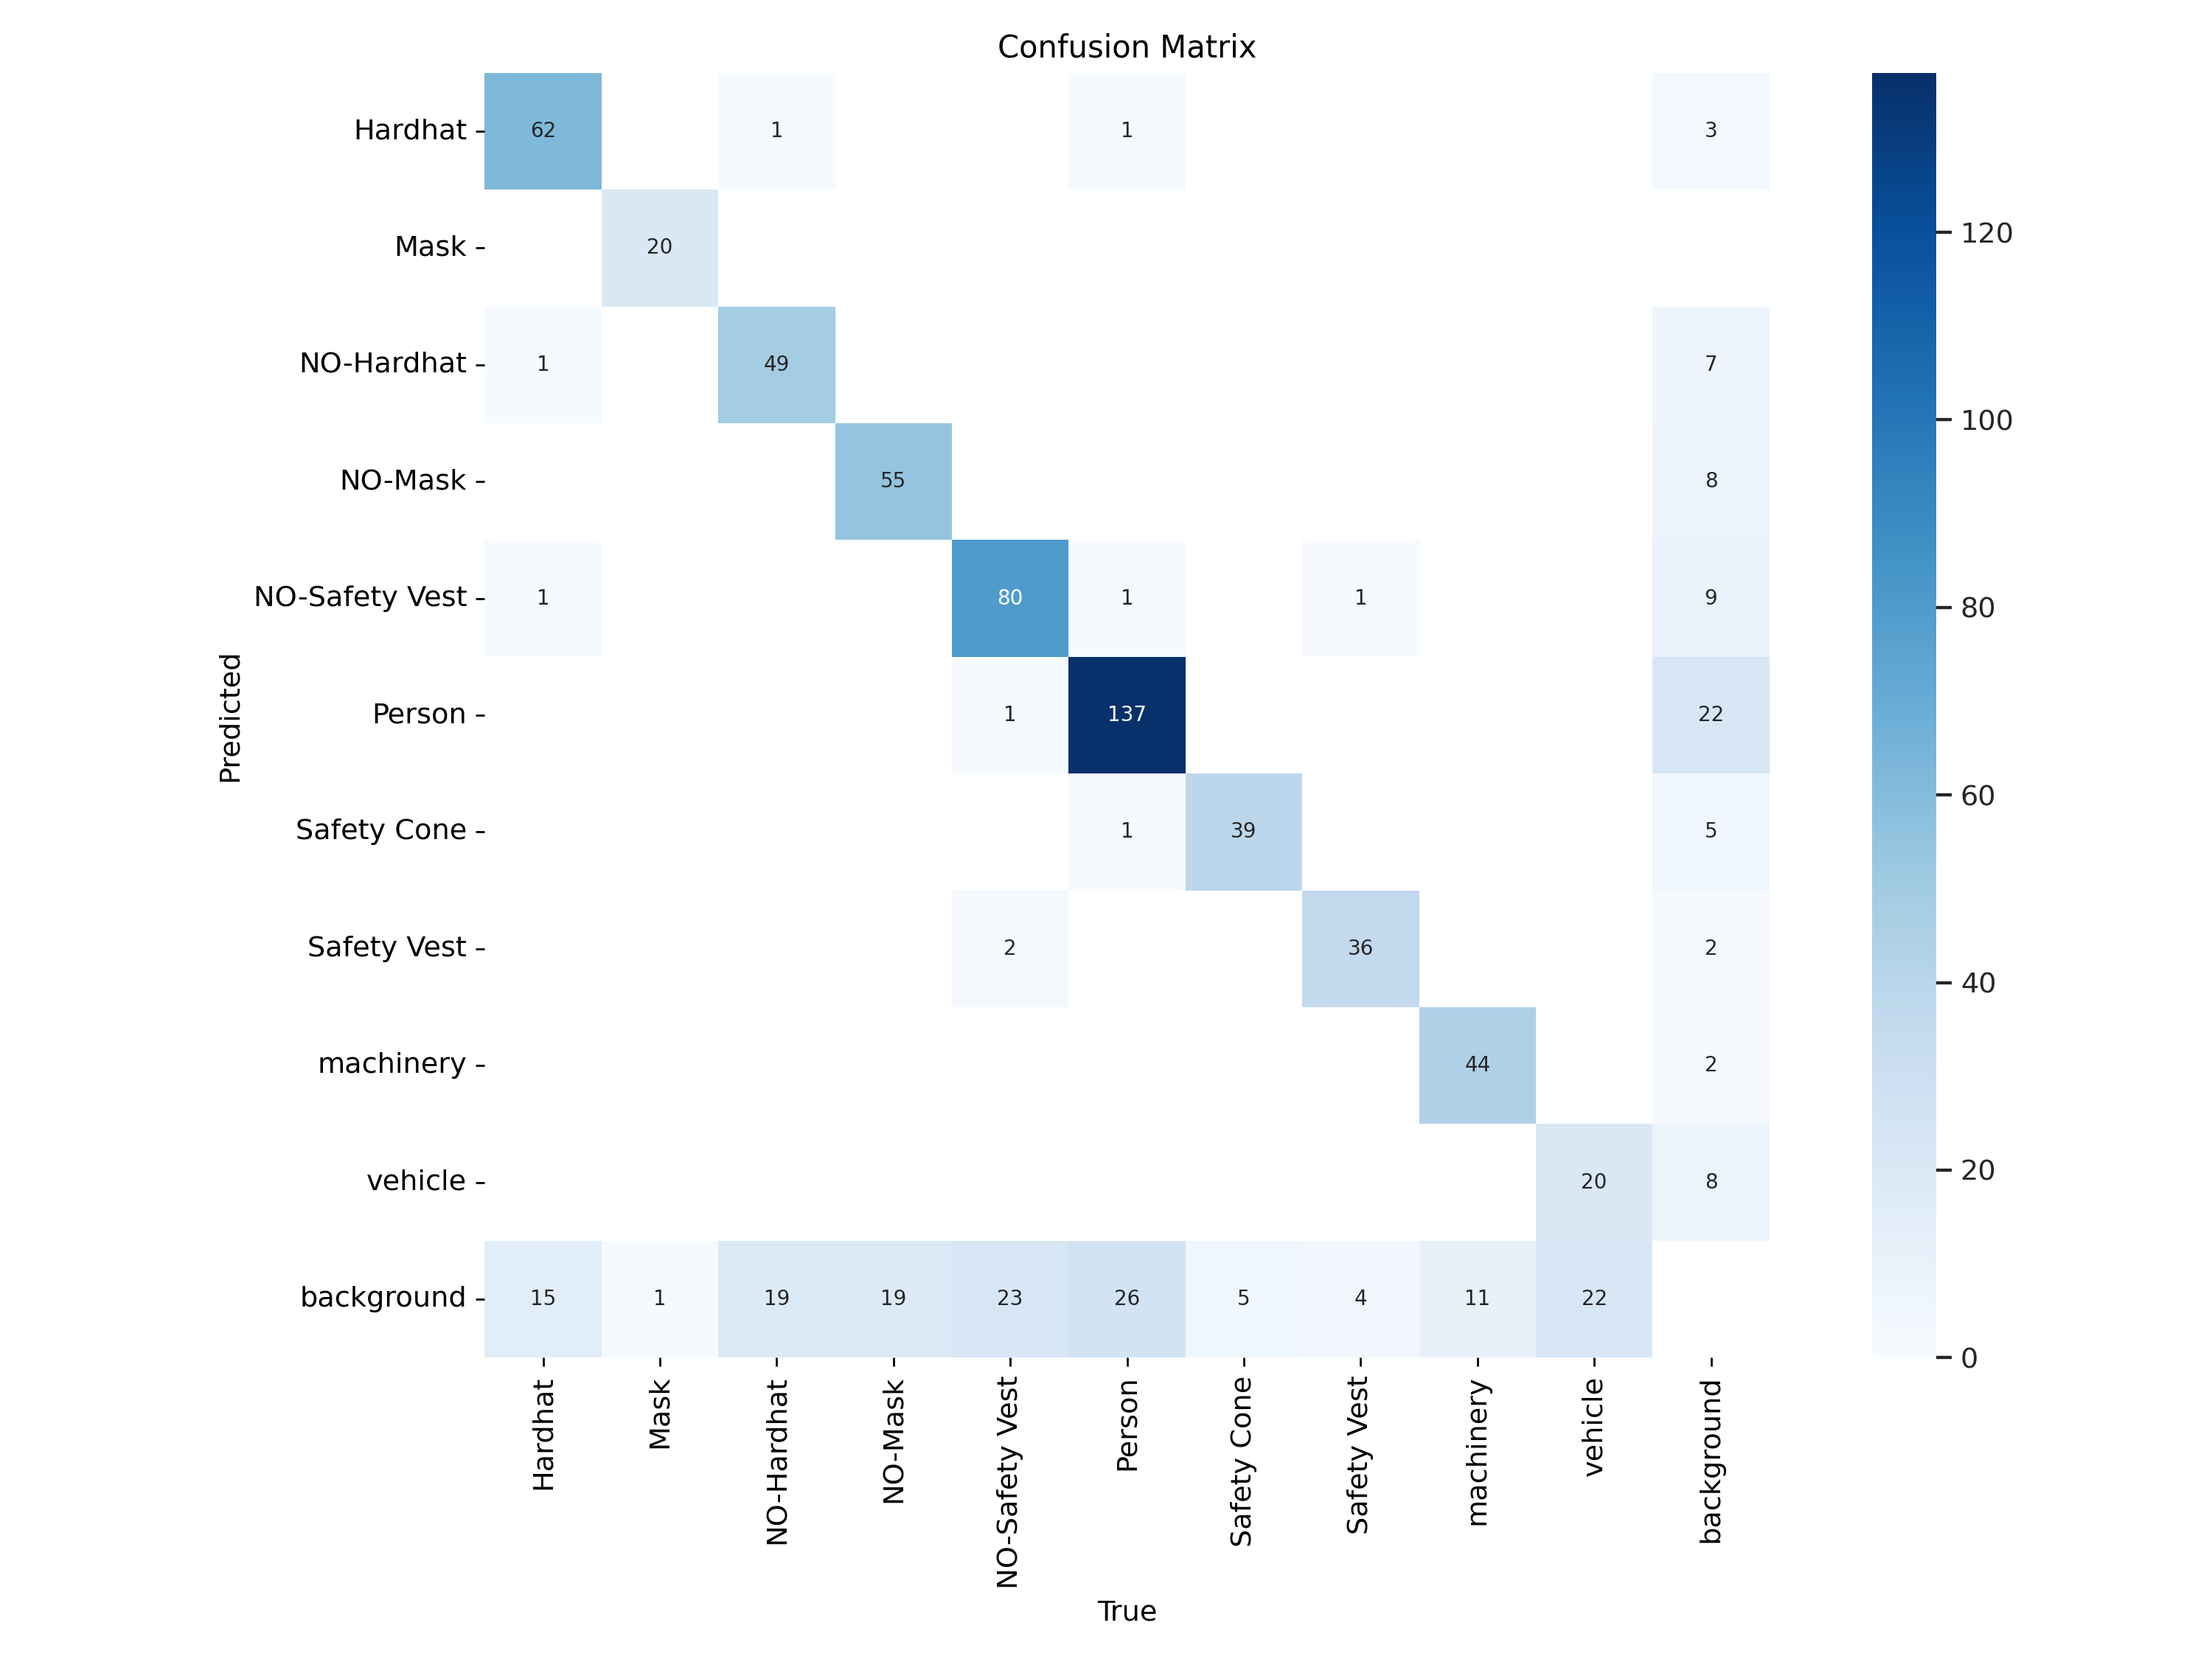 Confusion Matrix
Hardhat 62 1 1 3
Mask 20
NO-Hardhat 1 49 7
NO-Mask 55 8
NO-Safety Vest 1 80 1 1 9
Person 1 137 22
Safety Cone 1 39 5
Safety Vest 2 36 2
machinery 44 2
vehicle 20 8
background 15 1 19 19 23 26 5 4 11 22
Predicted
Hardhat
Mask
NO-Hardhat
NO-Mask
NO-Safety Vest
Person
Safety Cone
Safety Vest
machinery
vehicle
background
True
120
100
80
60
40
20
0